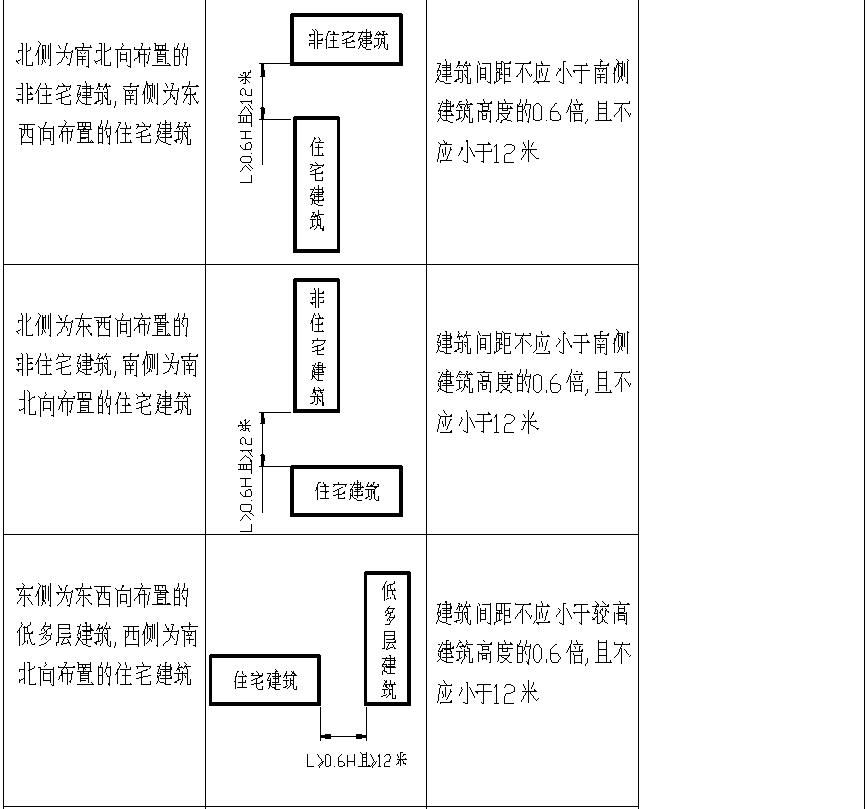 北侧为南北向布置的
非住宅建筑,南侧为东
西向布置的住宅建筑
非住宅建筑
L≥0.6H且≥12米
住宅建筑
建筑间距不应小于南侧
建筑高度的0.6倍,且不
应小于12米
北侧为东西向布置的
非住宅建筑,南侧为南
北向布置的住宅建筑
非住宅建筑
L≥0.6H且≥12米
住宅建筑
建筑间距不应小于南侧
建筑高度的0.6倍,且不
应小于12米
东侧为东西向布置的
低多层建筑,西侧为南
北向布置的住宅建筑
低多层建筑
住宅建筑
L≥0.6H且≥12米
建筑间距不应小于较高
建筑高度的0.6倍,且不
应小于12米